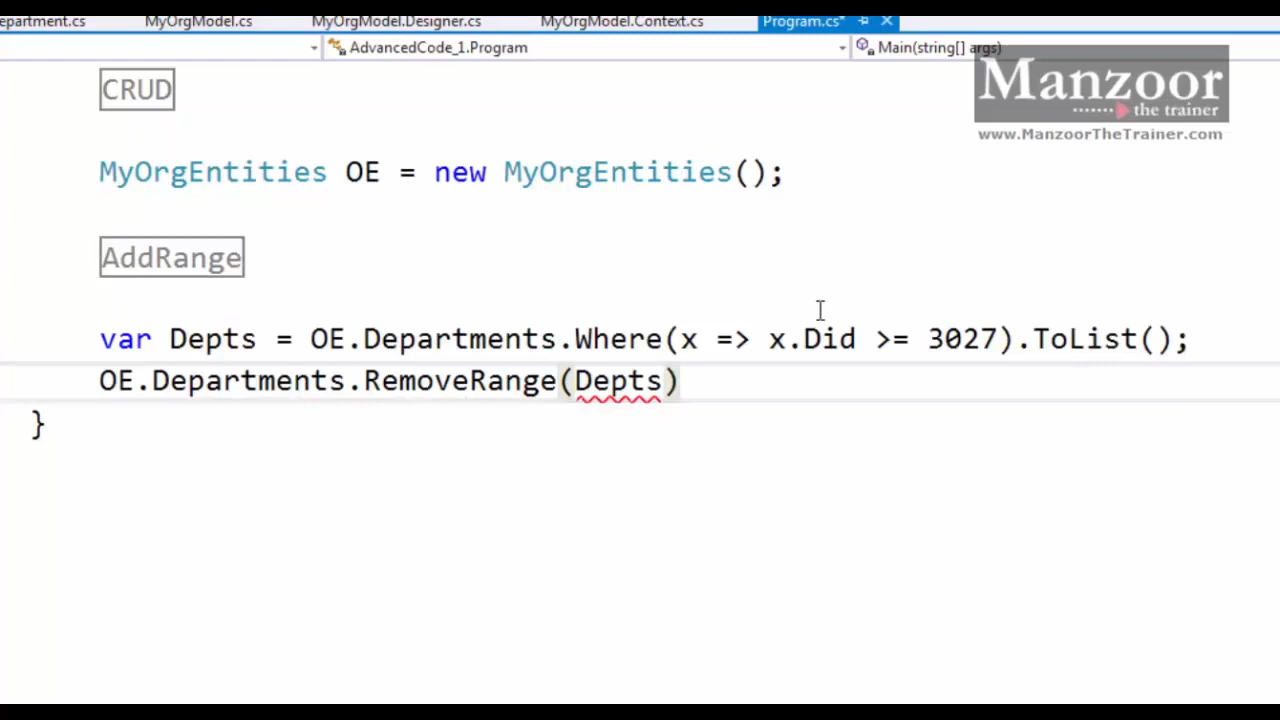 epartment.cs MyOrgModel.cs MyOrgModel.Designer.cs MyOrgModel.Context.cs Program.cs*
AdvancedCode_1.Program Main(string[] args)
Manzoor
the trainer
www.ManzoorTheTrainer.com
CRUD
MyOrgEntities OE = new MyOrgEntities();
AddRange
var Depts = OE.Departments.Where(x => x.Did >= 3027).ToList();
OE.Departments.RemoveRange(Depts)
}